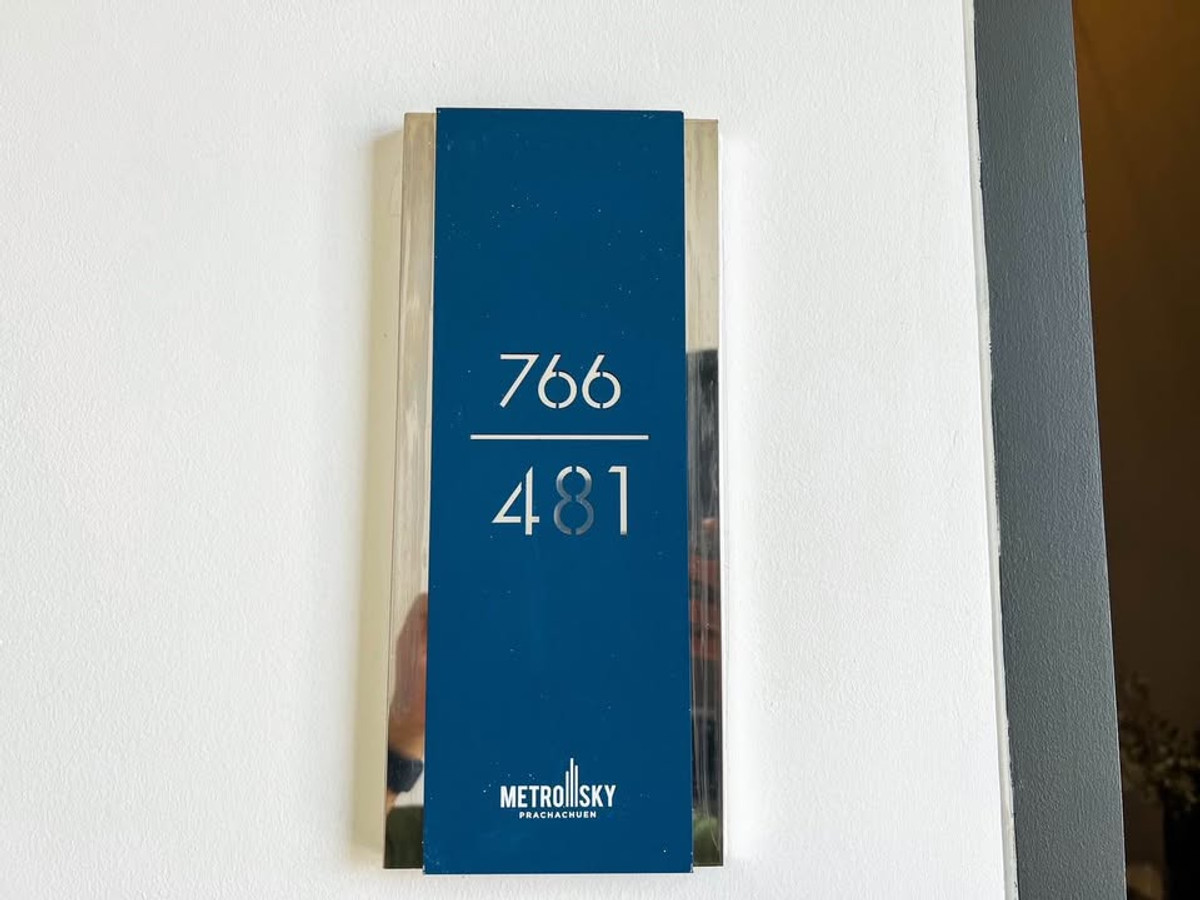 766
481
METRO SKY
PRACHACHUEN